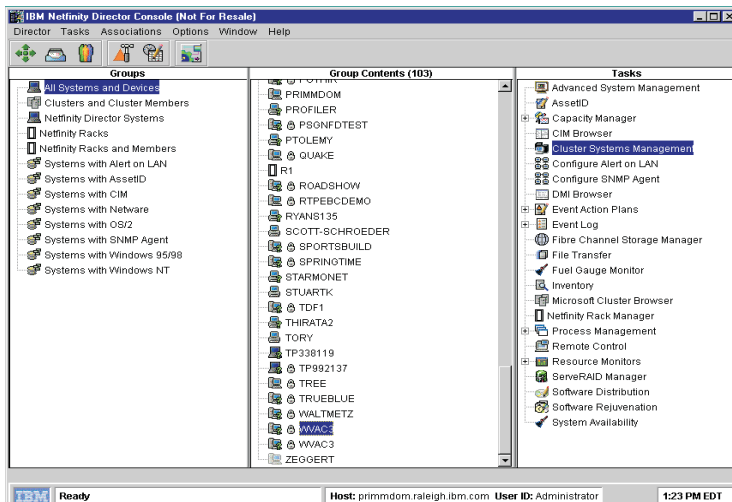 IBM Netfinity Director Console (Not For Resale)
Director Tasks Associations Options Window Help
Groups
All Systems and Devices
Clusters and Cluster Members
Netfinity Director Systems
Netfinity Racks
Netfinity Racks and Members
Systems with Alert on LAN
Systems with AssetID
Systems with CIM
Systems with Netware
Systems with OS/2
Systems with SNMP Agent
Systems with Windows 95/98
Systems with Windows NT
Group Contents (103)
PRIMMDOM
PROFILER
PSGNFDTEST
PTOLEMY
QUAKE
R1
ROADSHOW
RTPEBCDEMO
RYANS135
SCOTT-SCHROEDER
SPORTSBUILD
SPRINGTIME
STARMONET
STUARTK
TDF1
THIRATA2
TORY
TP338119
TP992137
TREE
TRUEBLUE
WALTMETZ
WVAC3
WVAC3
ZEGGERT
Tasks
Advanced System Management
AssetID
Capacity Manager
CIM Browser
Cluster Systems Management
Configure Alert on LAN
Configure SNMP Agent
DMI Browser
Event Action Plans
Event Log
Fibre Channel Storage Manager
File Transfer
Fuel Gauge Monitor
Inventory
Microsoft Cluster Browser
Netfinity Rack Manager
Process Management
Remote Control
Resource Monitors
ServeRAID Manager
Software Distribution
Software Rejuvenation
System Availability
IBM Ready
Host: primmdom.raleigh.ibm.com User ID: Administrator
1:23 PM EDT